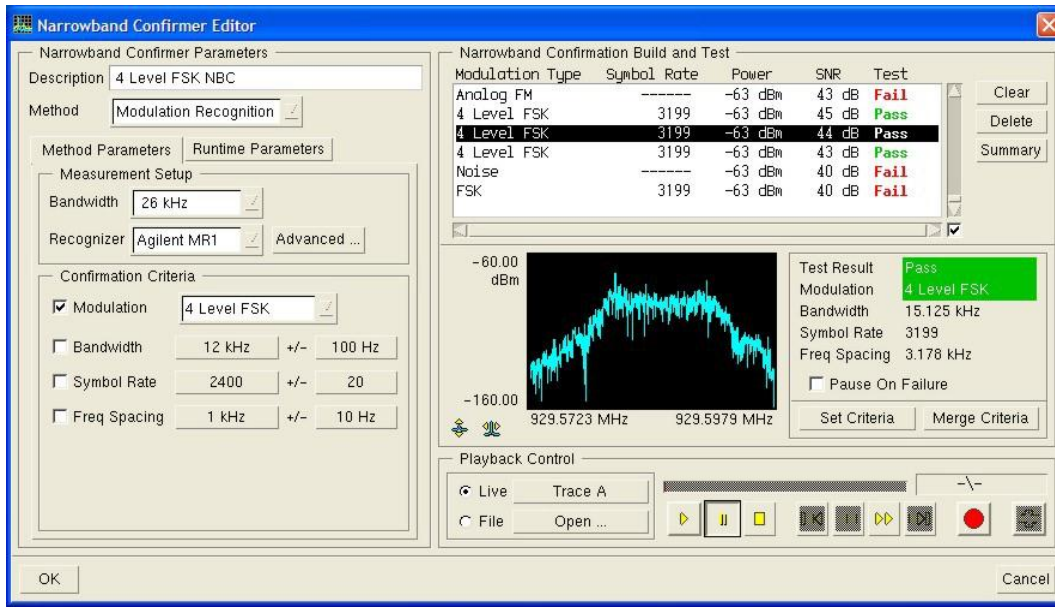 Narrowband Confirmer Editor
Narrowband Confirmer Parameters
Description 4 Level FSK NBC
Method Modulation Recognition
Method Parameters Runtime Parameters
Measurement Setup
Bandwidth 26 kHz
Recognizer Agilent MR1 Advanced ...
Confirmation Criteria
Modulation 4 Level FSK
Bandwidth 12 kHz +/- 100 Hz
Symbol Rate 2400 +/- 20
Freq Spacing 1 kHz +/- 10 Hz
Narrowband Confirmation Build and Test
Modulation Type Symbol Rate Power SNR Test
Analog FM ------ -63 dBm 43 dB Fail
4 Level FSK 3199 -63 dBm 45 dB Pass
4 Level FSK 3199 -63 dBm 44 dB Pass
4 Level FSK 3199 -63 dBm 43 dB Pass
Noise ------ -63 dBm 40 dB Fail
FSK 3199 -63 dBm 40 dB Fail
Clear
Delete
Summary
-60.00
dBm
-160.00
929.5723 MHz 929.5979 MHz
Test Result Pass
Modulation 4 Level FSK
Bandwidth 15.125 kHz
Symbol Rate 3199
Freq Spacing 3.178 kHz
Pause On Failure
Set Criteria Merge Criteria
Playback Control
Live Trace A
File Open ...
-\-
OK
Cancel